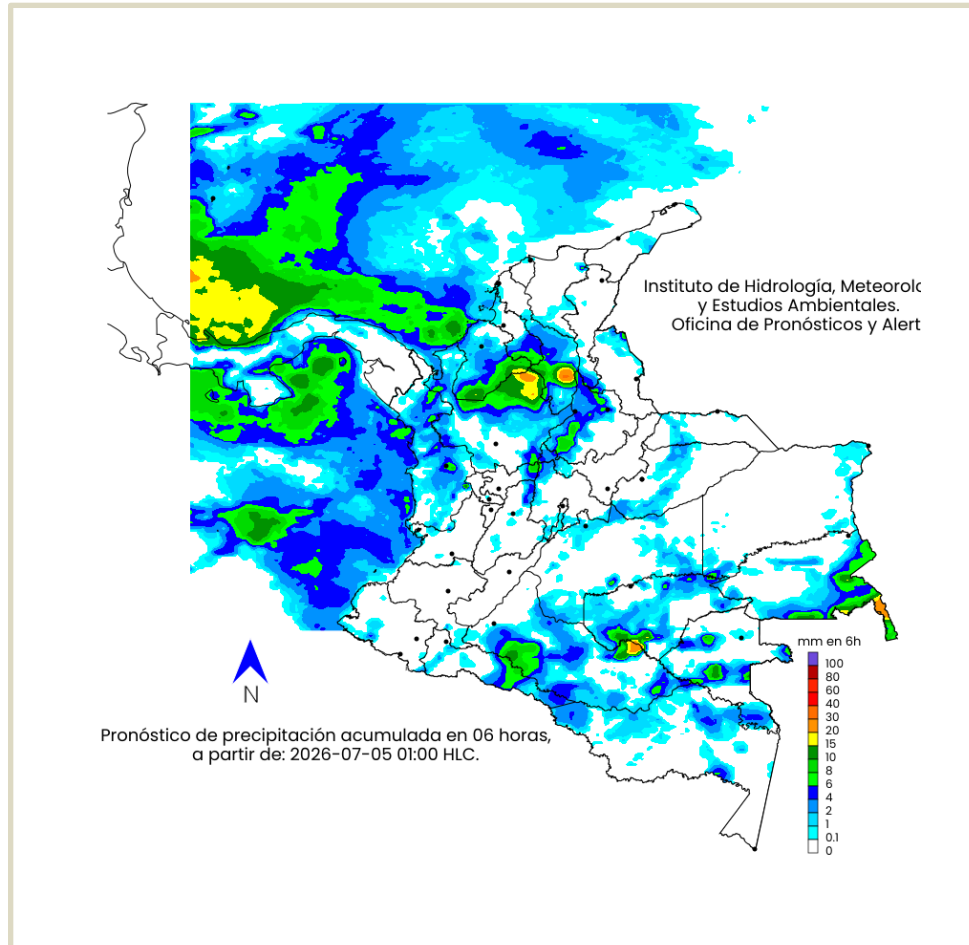 Instituto de Hidrología, Meteorolo
y Estudios Ambientales.
Oficina de Pronósticos y Alert
mm en 6h
100
80
60
40
30
20
15
10
8
6
4
2
1
0.1
0
N
Pronóstico de precipitación acumulada en 06 horas,
a partir de: 2026-07-05 01:00 HLC.